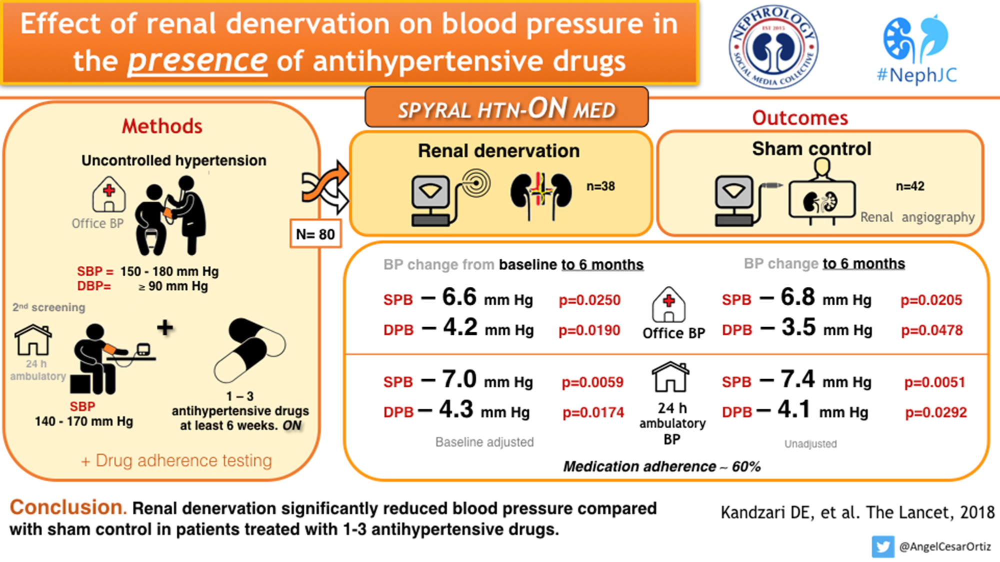 Effect of renal denervation on blood pressure in
the presence of antihypertensive drugs
NEPHROLOGY
EST 2015
SOCIAL MEDIA COLLECTIVE
#NephJC
SPYRAL HTN-ON MED
Methods
Uncontrolled hypertension
Office BP
SBP = 150 - 180 mm Hg
DBP= ≥ 90 mm Hg
2nd screening
24 h
ambulatory
+
SBP
140 - 170 mm Hg
1 – 3
antihypertensive drugs
at least 6 weeks. ON
+ Drug adherence testing
N= 80
Outcomes
Renal denervation
n=38
Sham control
n=42
Renal angiography
BP change from baseline to 6 months
BP change to 6 months
SPB – 6.6 mm Hg p=0.0250
DPB – 4.2 mm Hg p=0.0190
Office BP
SPB – 6.8 mm Hg p=0.0205
DPB – 3.5 mm Hg p=0.0478
SPB – 7.0 mm Hg p=0.0059
DPB – 4.3 mm Hg p=0.0174
Baseline adjusted
24 h
ambulatory
BP
SPB – 7.4 mm Hg p=0.0051
DPB – 4.1 mm Hg p=0.0292
Unadjusted
Medication adherence ~ 60%
Conclusion. Renal denervation significantly reduced blood pressure compared
with sham control in patients treated with 1-3 antihypertensive drugs.
Kandzari DE, et al. The Lancet, 2018
@AngelCesarOrtiz